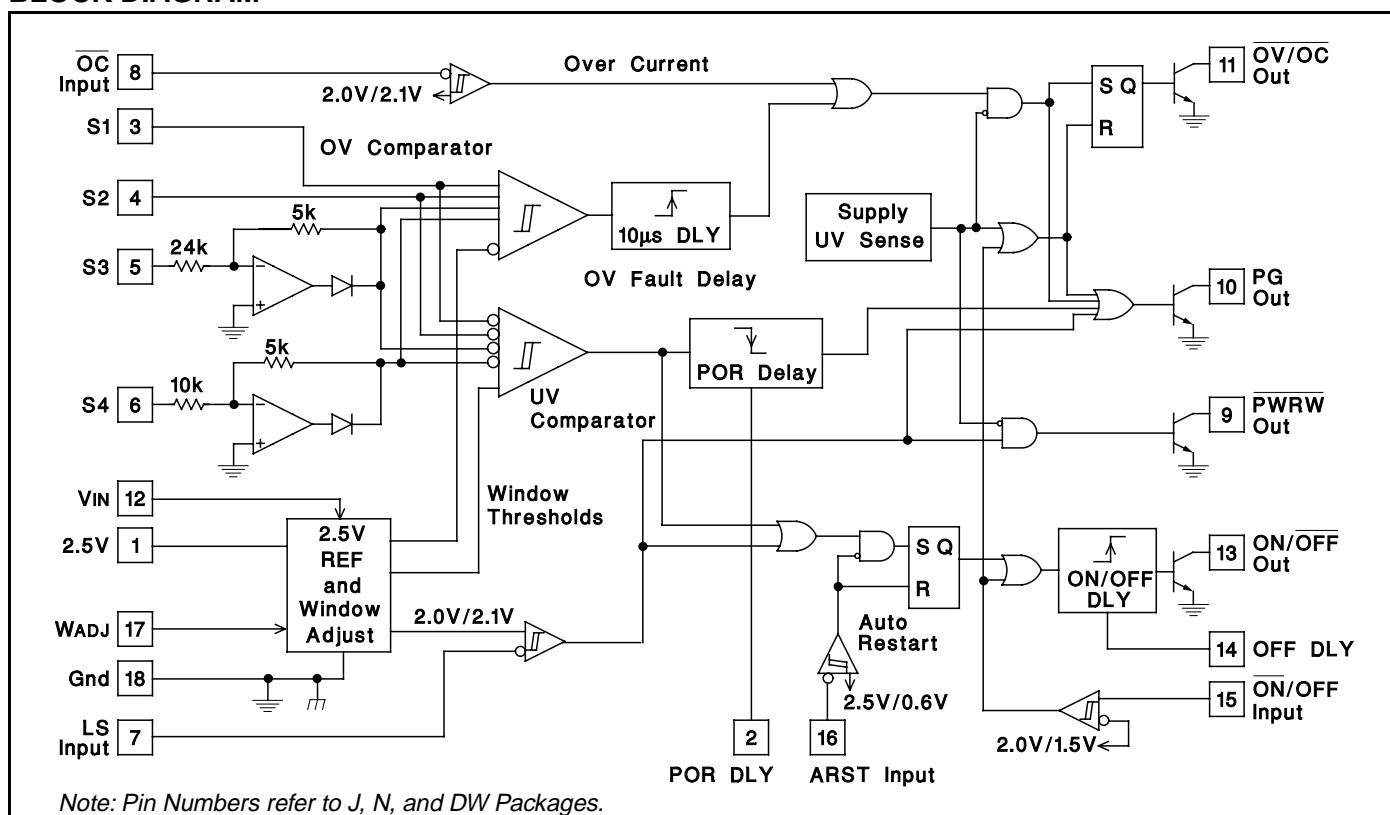 BLOCK DIAGRAM
OC
Input
8
2.0V/2.1V
Over Current
S Q
R
11
OV/OC
Out
S1
3
OV Comparator
S2
4
5k
10µs DLY
OV Fault Delay
Supply
UV Sense
24k
S3
5
10
PG
Out
5k
POR Delay
10k
S4
6
UV
Comparator
9
PWRW
Out
VIN
12
2.5V
1
2.5V
REF
and
Window
Adjust
Window
Thresholds
S Q
R
ON/OFF
DLY
13
ON/OFF
Out
WADJ
17
2.0V/2.1V
Auto
Restart
14
OFF DLY
Gnd
18
2.5V/0.6V
15
ON/OFF
Input
LS
Input
7
2
16
2.0V/1.5V
POR DLY
ARST Input
Note: Pin Numbers refer to J, N, and DW Packages.